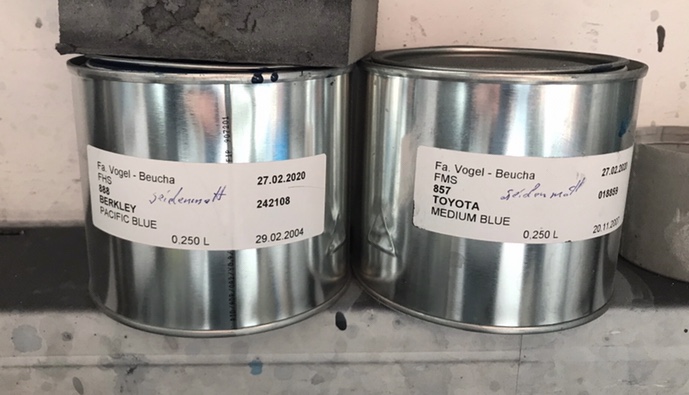 Fa. Vogel - Beucha 27.02.2020
FHS
888 seidenmatt 242108
BERKLEY
PACIFIC BLUE
0.250 L 29.02.2004
Fa. Vogel - Beucha 27.02.2020
FMS
857 seidenmatt 018859
TOYOTA
MEDIUM BLUE
0.250 L 20.11.2007